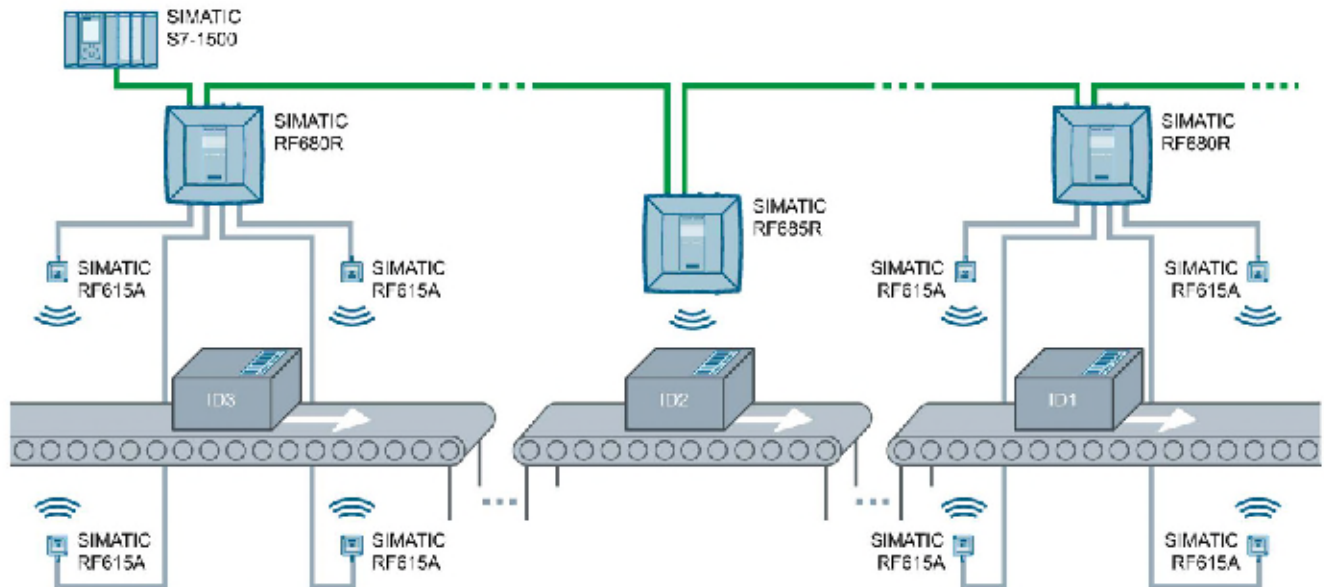 SIMATIC
S7-1500
SIMATIC
RF680R
SIMATIC
RF685R
SIMATIC
RF680R
SIMATIC
RF615A
SIMATIC
RF615A
SIMATIC
RF615A
SIMATIC
RF615A
ID3
ID2
ID1
SIMATIC
RF615A
SIMATIC
RF615A
SIMATIC
RF615A
SIMATIC
RF615A